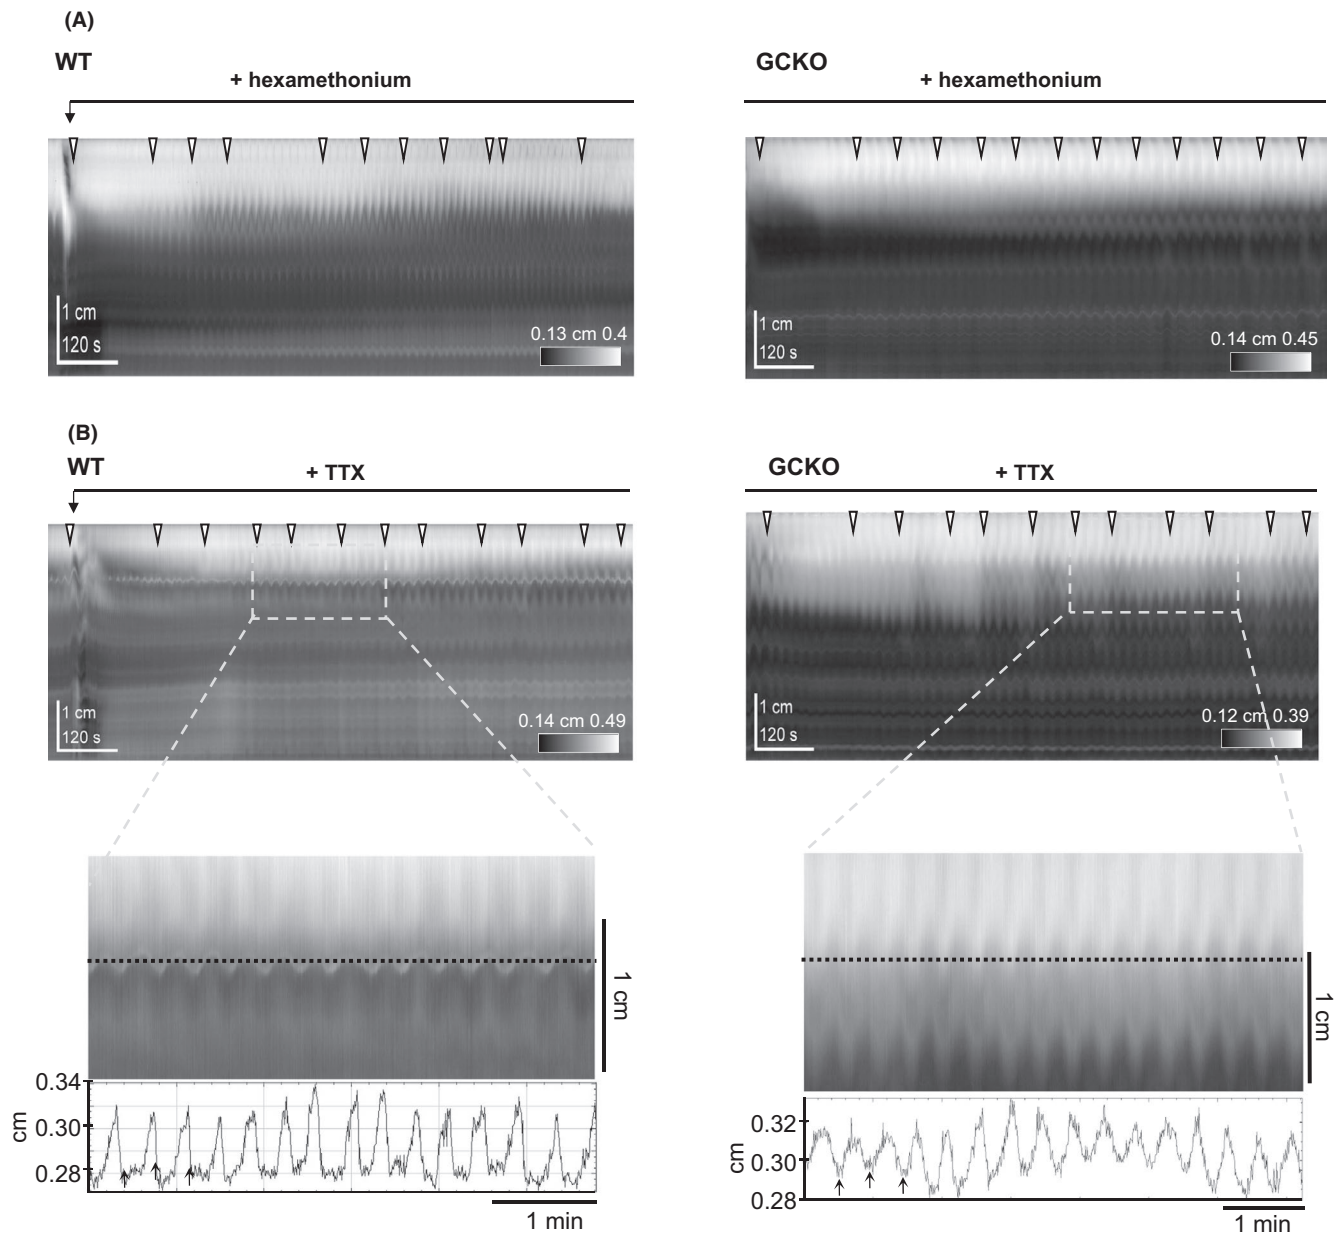 (A)
WT
+ hexamethonium
GCKO
+ hexamethonium
1 cm
120 s
0.13 cm 0.4
1 cm
120 s
0.14 cm 0.45
(B)
WT
+ TTX
GCKO
+ TTX
1 cm
120 s
0.14 cm 0.49
1 cm
120 s
0.12 cm 0.39
1 cm
1 cm
0.34
0.30
0.28
cm
1 min
0.32
0.30
0.28
cm
1 min